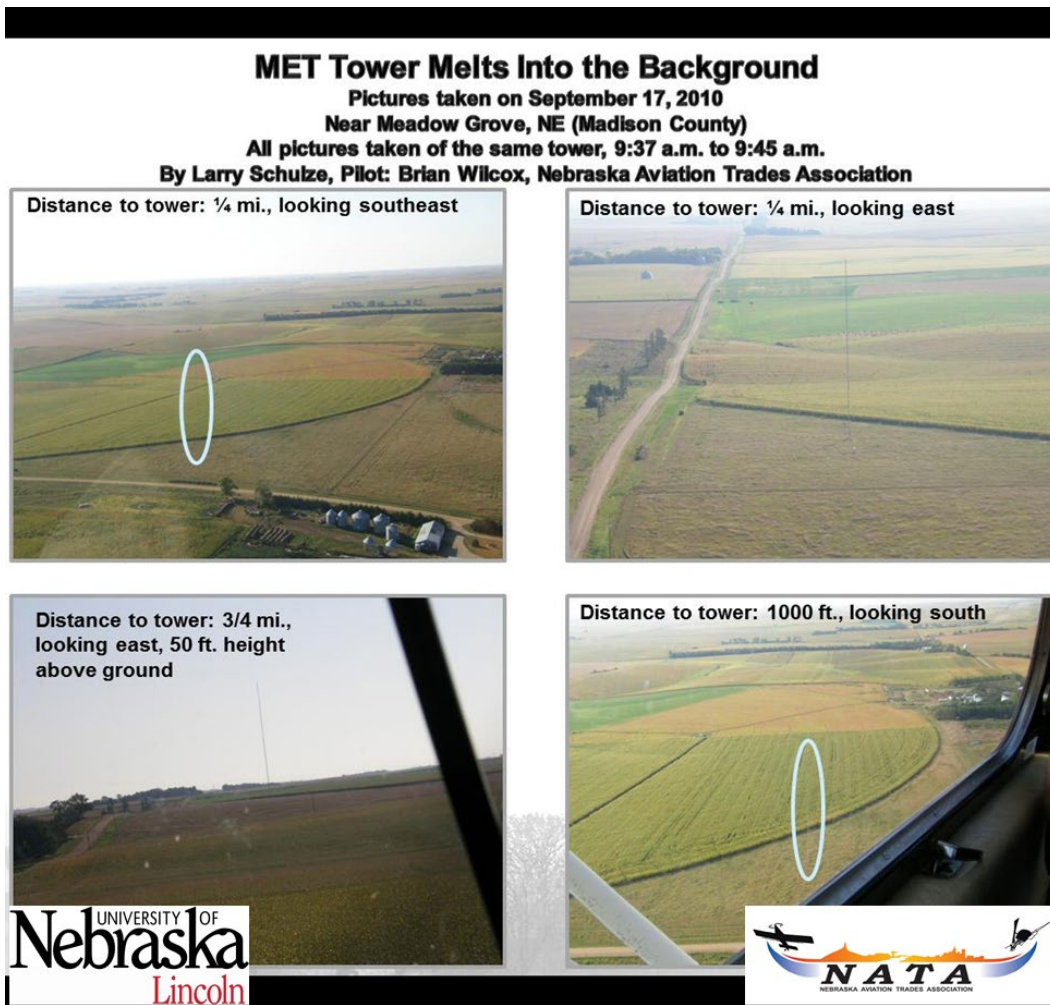 MET Tower Melts Into the Background
Pictures taken on September 17, 2010
Near Meadow Grove, NE (Madison County)
All pictures taken of the same tower, 9:37 a.m. to 9:45 a.m.
By Larry Schulze, Pilot: Brian Wilcox, Nebraska Aviation Trades Association
Distance to tower: ¼ mi., looking southeast
Distance to tower: ¼ mi., looking east
Distance to tower: 3/4 mi.,
looking east, 50 ft. height
above ground
Distance to tower: 1000 ft., looking south
UNIVERSITY OF
Nebraska
Lincoln
NATA
NEBRASKA AVIATION TRADES ASSOCIATION